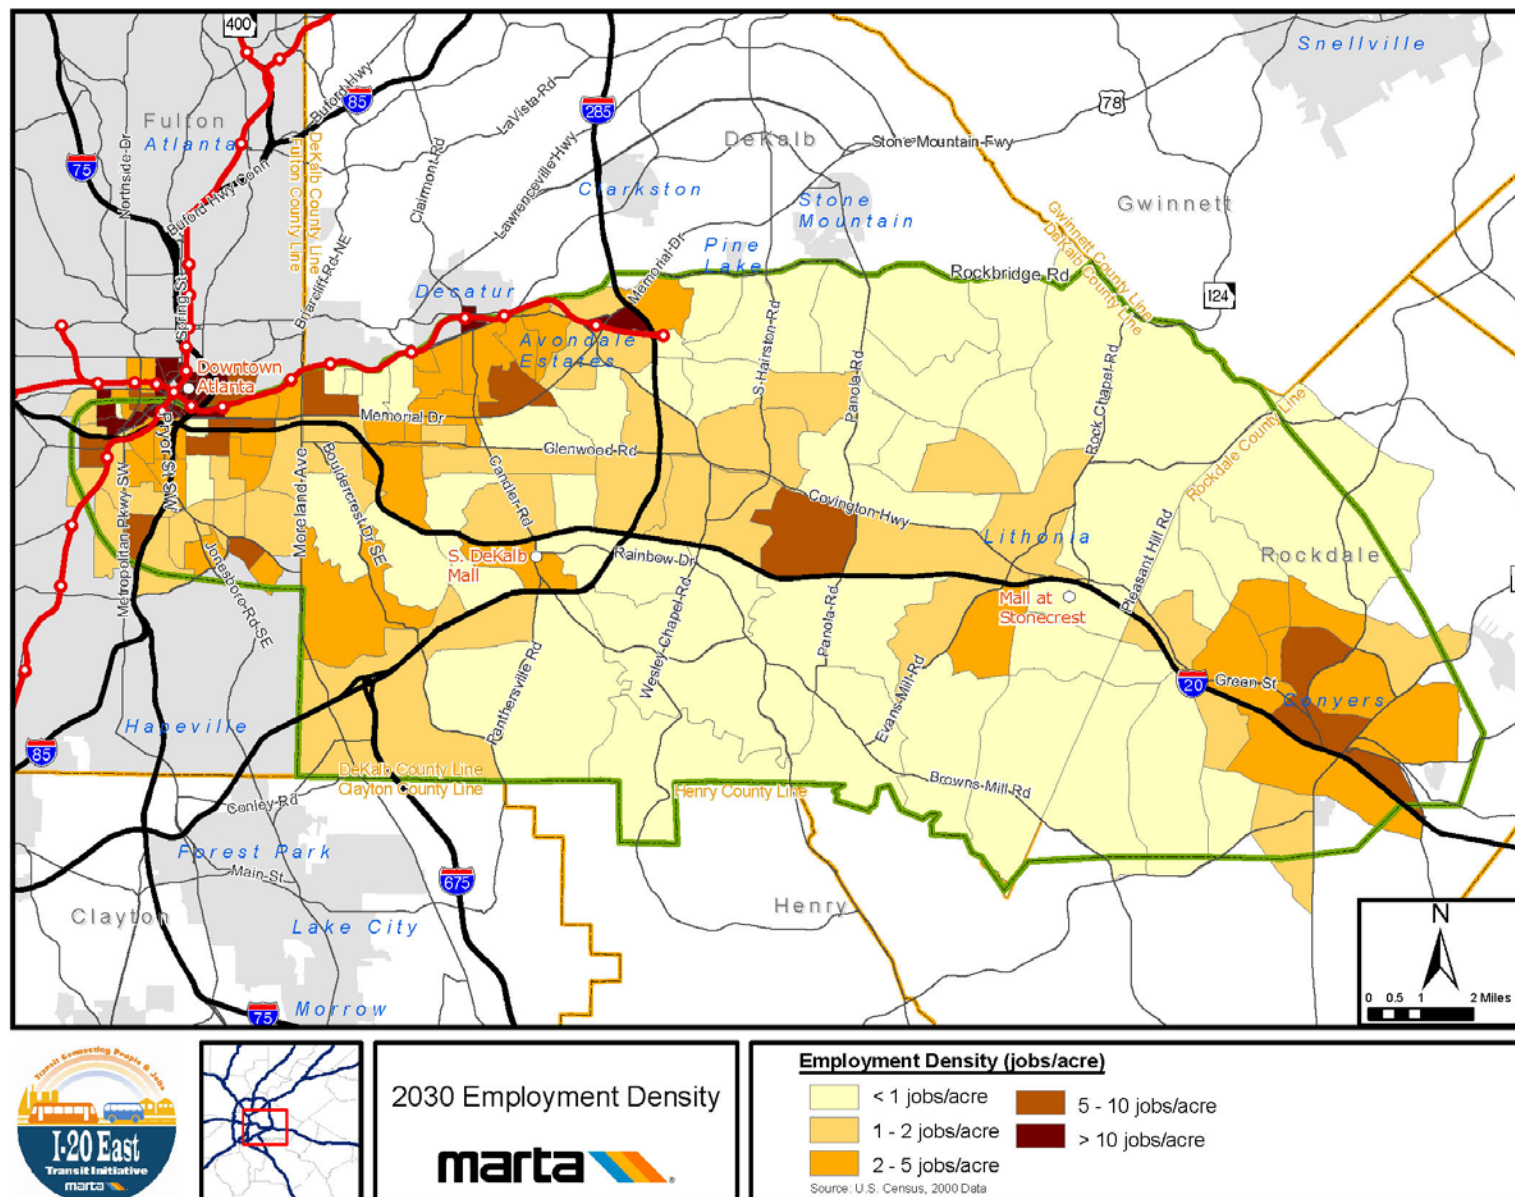 400
Snellville
85
Buford Hwy
LaVista Rd
285
78
Fulton
Atlanta
DeKalb
Stone Mountain Fwy
75
Northside Dr
DeKalb County Line
Fulton County Line
Clairmont Rd
Lawrenceville Hwy
Buford Hwy Conn
Clarkston
Stone
Mountain
Gwinnett
Gwinnett County Line
DeKalb County Line
Briarcliff Rd NE
Memorial Dr
Pine
Lake
Rockbridge Rd
124
Decatur
Spring St
Avondale
Estates
S Hairston Rd
Panola Rd
Rock Chapel Rd
Downtown
Atlanta
Memorial Dr
Pryor St SW
Glenwood Rd
Rockdale County Line
Metropolitan Pkwy SW
Moreland Ave
Bouldercrest Dr SE
Candler Rd
Covington Hwy
Lithonia
Pleasant Hill Rd
Rockdale
Jonesboro Rd SE
S. DeKalb
Mall
Rainbow Dr
Wesley Chapel Rd
Panola Rd
Mall at
Stonecrest
Panthersville Rd
Evans Mill Rd
20
Green St
Conyers
Hapeville
85
DeKalb County Line
Clayton County Line
Henry County Line
Browns Mill Rd
Conley Rd
Forest Park
Main St
675
Clayton
Lake City
Henry
Morrow
75
N
0 0.5 1 2 Miles
Transit Connecting People & Jobs
I-20 East
Transit Initiative
marta
2030 Employment Density
marta
Employment Density (jobs/acre)
< 1 jobs/acre
1 - 2 jobs/acre
2 - 5 jobs/acre
5 - 10 jobs/acre
> 10 jobs/acre
Source: U.S. Census, 2000 Data